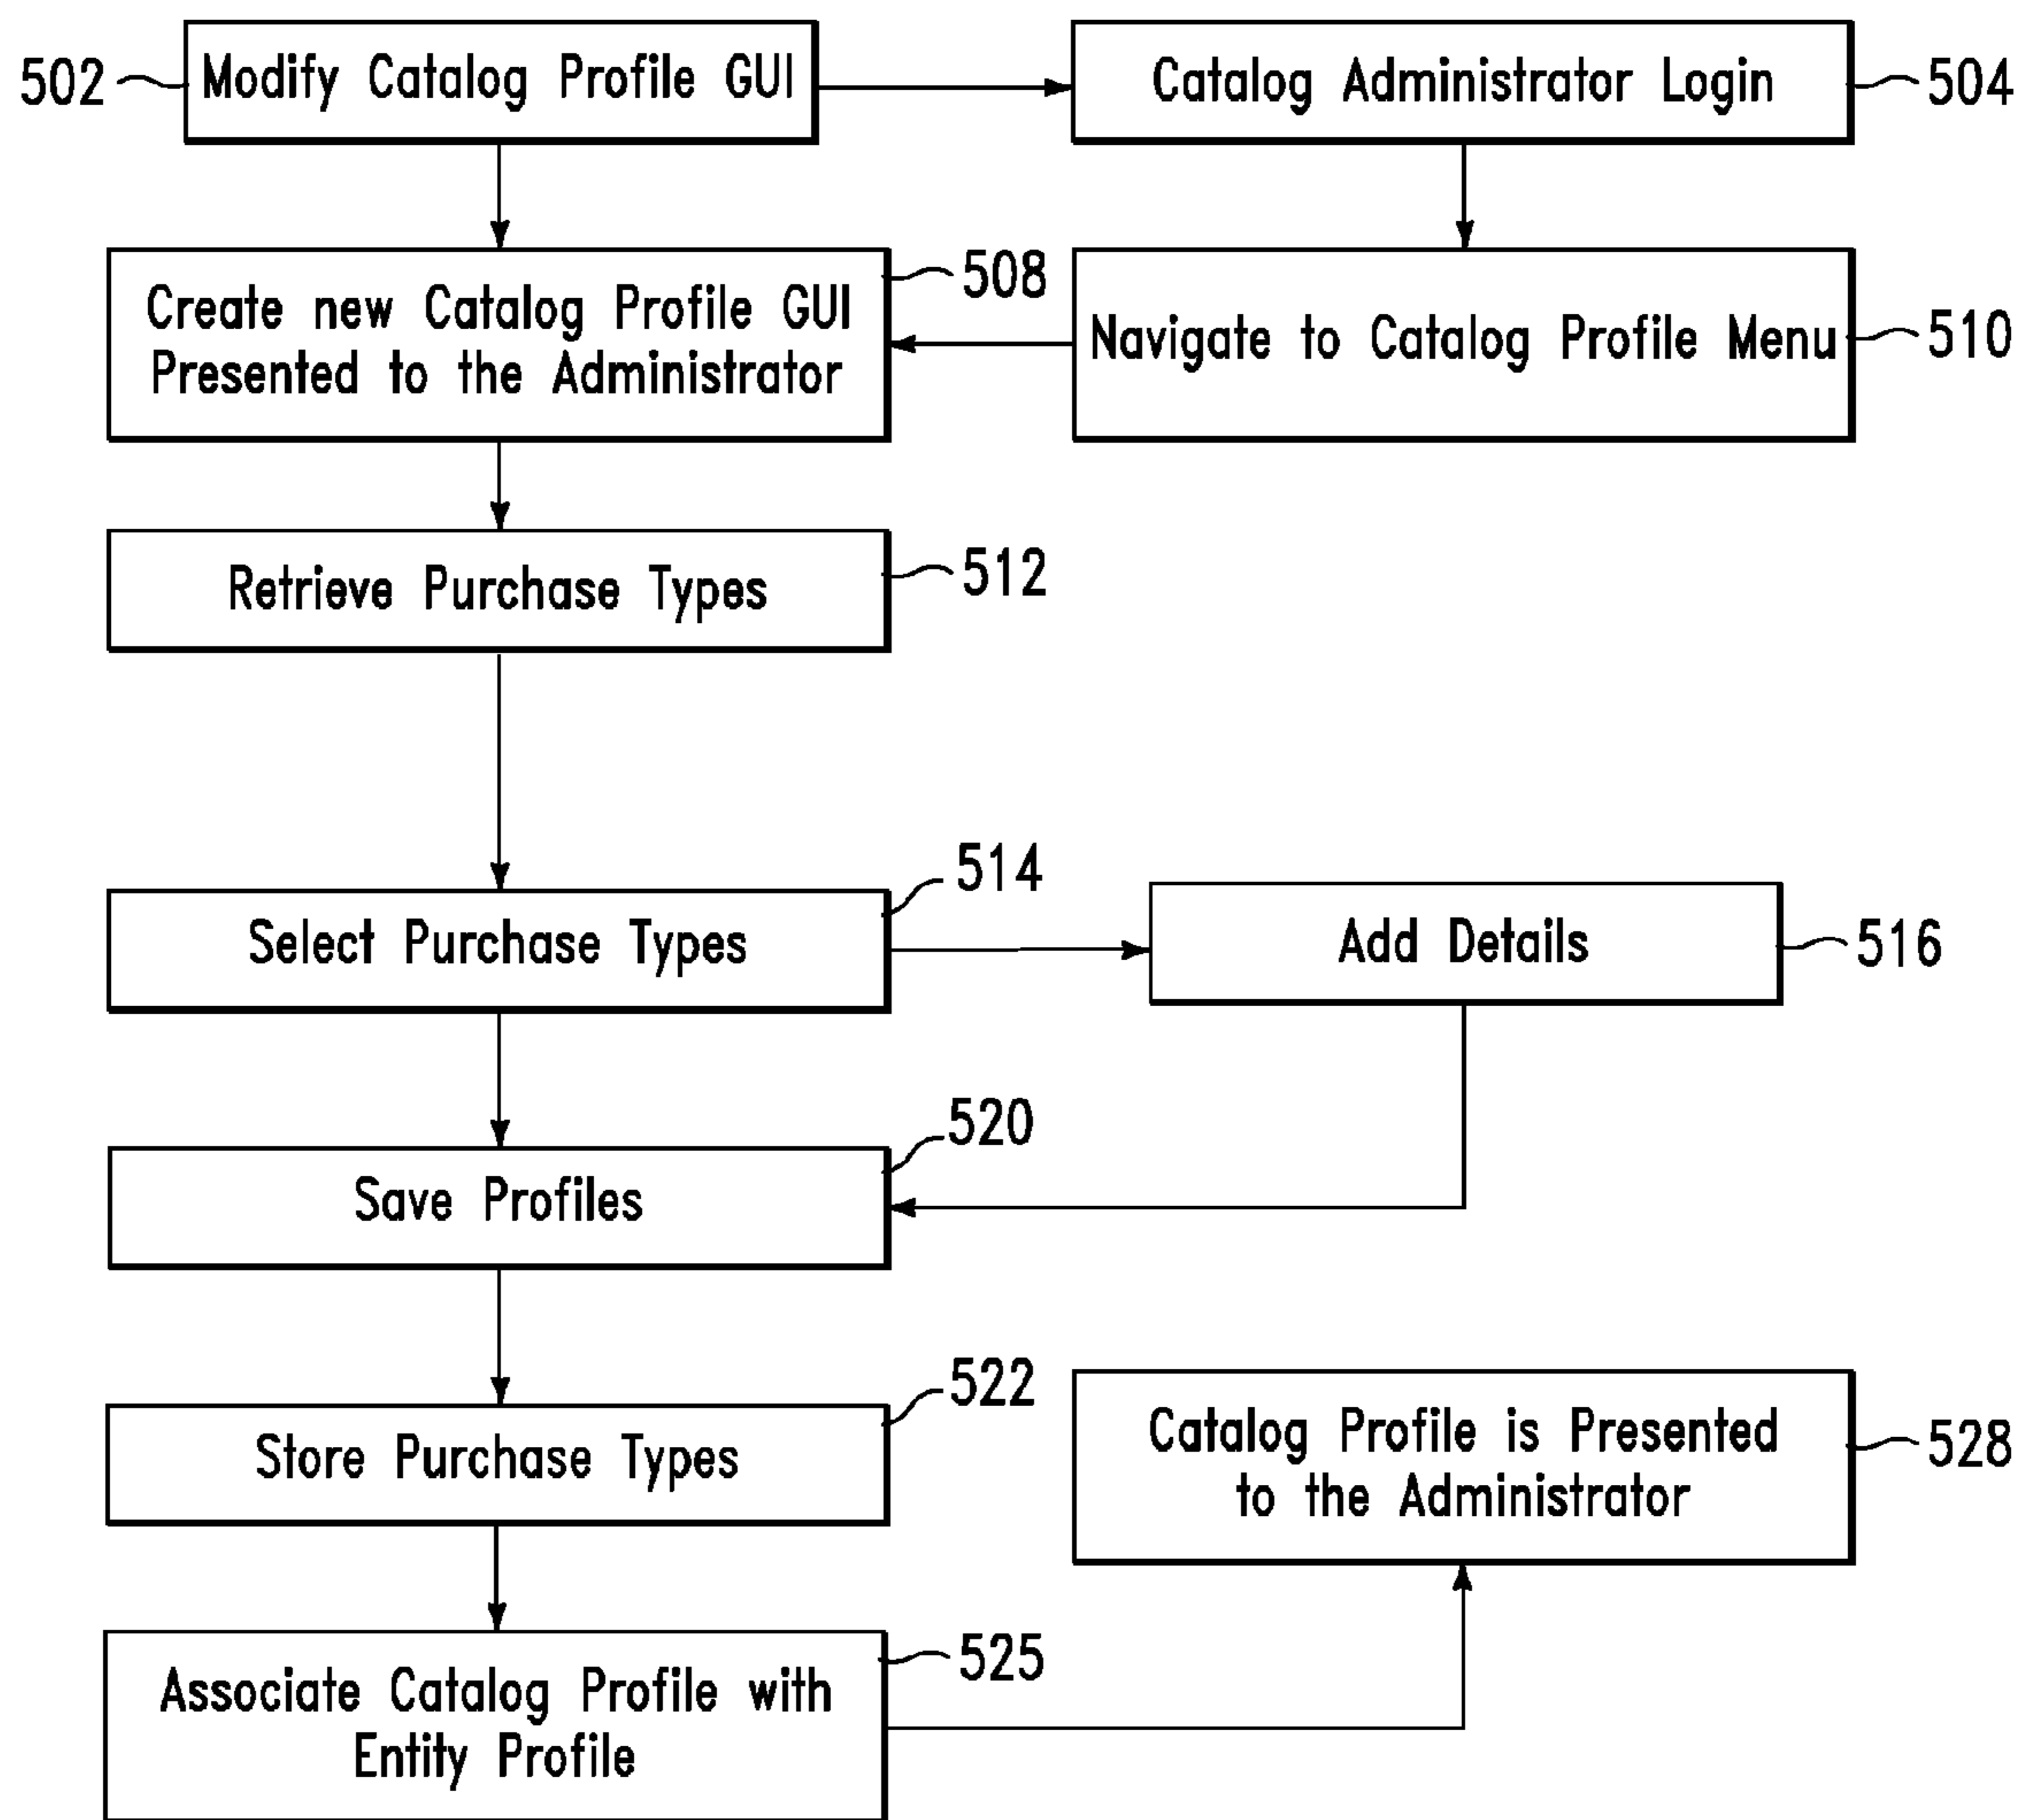 502
Modify Catalog Profile GUI
Catalog Administrator Login
504
Create new Catalog Profile GUI
Presented to the Administrator
508
Navigate to Catalog Profile Menu
510
Retrieve Purchase Types
512
Select Purchase Types
514
Add Details
516
Save Profiles
520
Store Purchase Types
522
Catalog Profile is Presented
to the Administrator
528
Associate Catalog Profile with
Entity Profile
525